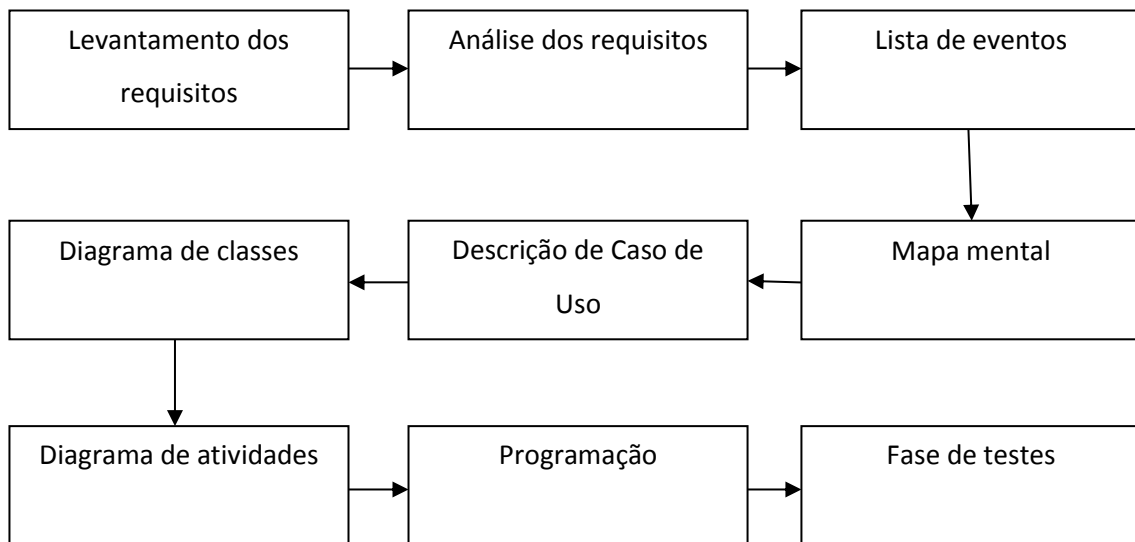 Levantamento dos
requisitos
Análise dos requisitos
Lista de eventos
Mapa mental
Descrição de Caso de
Uso
Diagrama de classes
Diagrama de atividades
Programação
Fase de testes